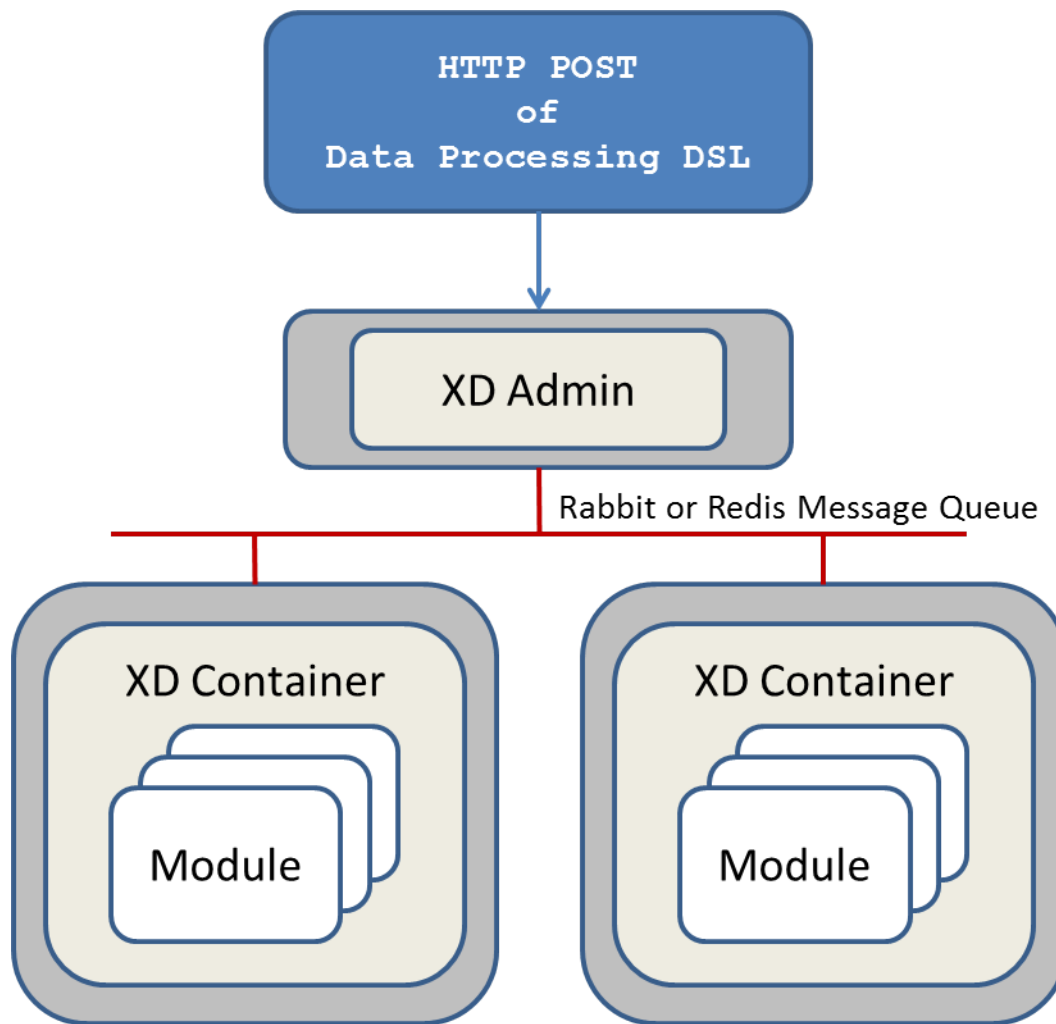 HTTP POST
of
Data Processing DSL
XD Admin
Rabbit or Redis Message Queue
XD Container
Module
XD Container
Module